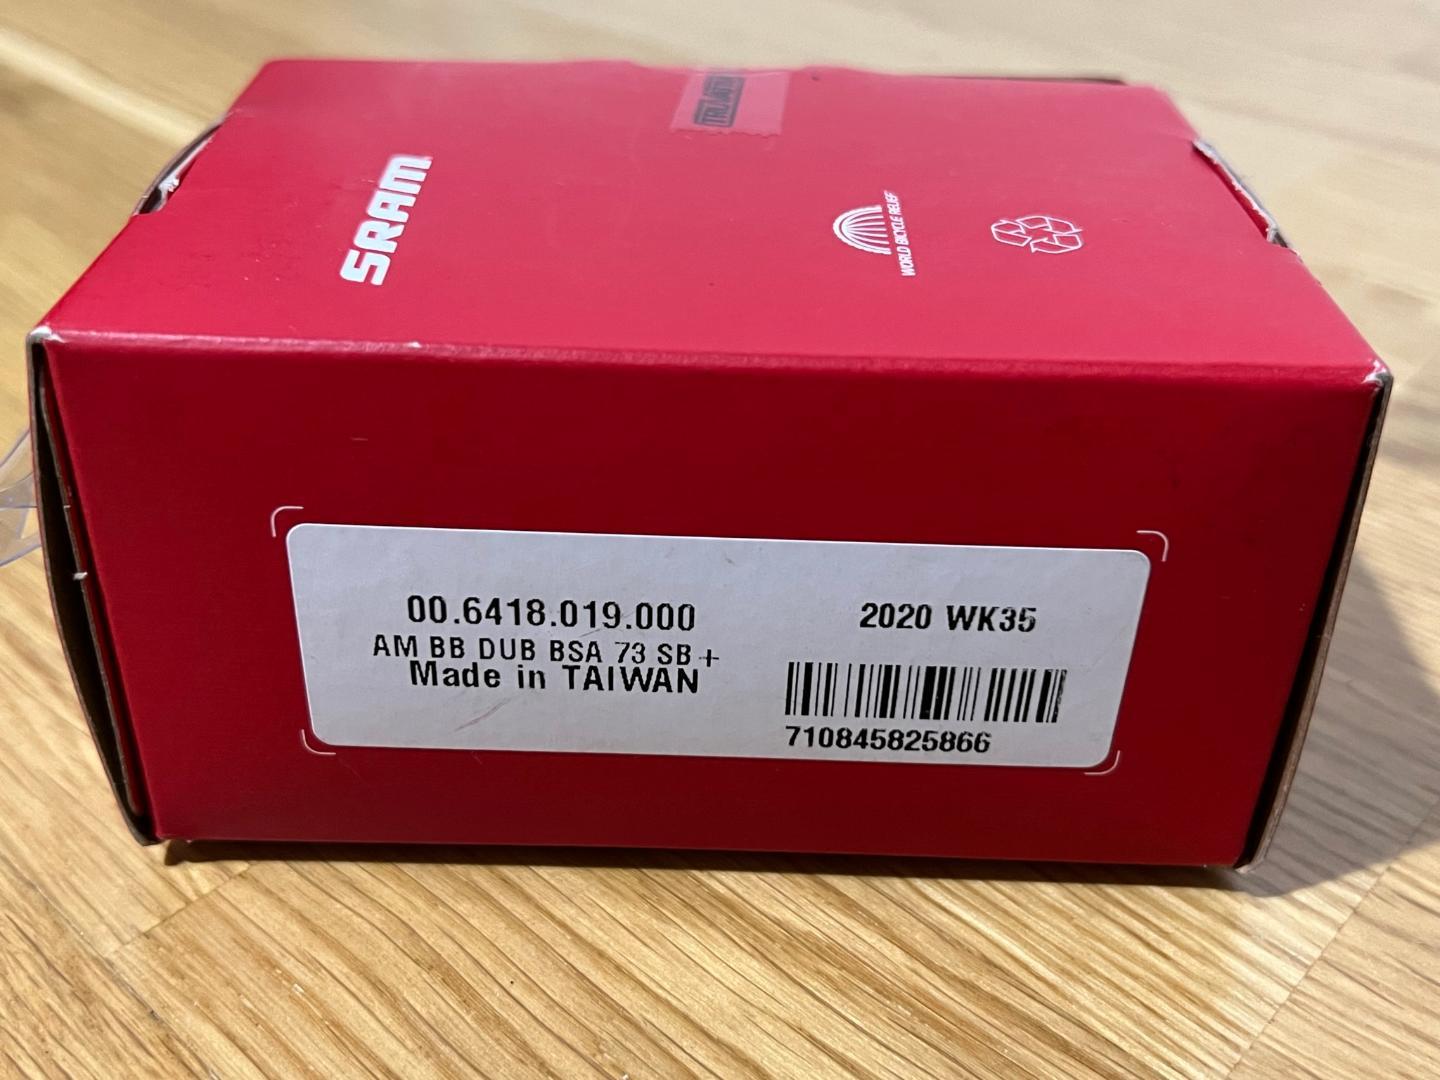 SRAM
WORLD BICYCLE RELIEF
00.6418.019.000
AM BB DUB BSA 73 SB +
Made in TAIWAN
2020 WK35
710845825866